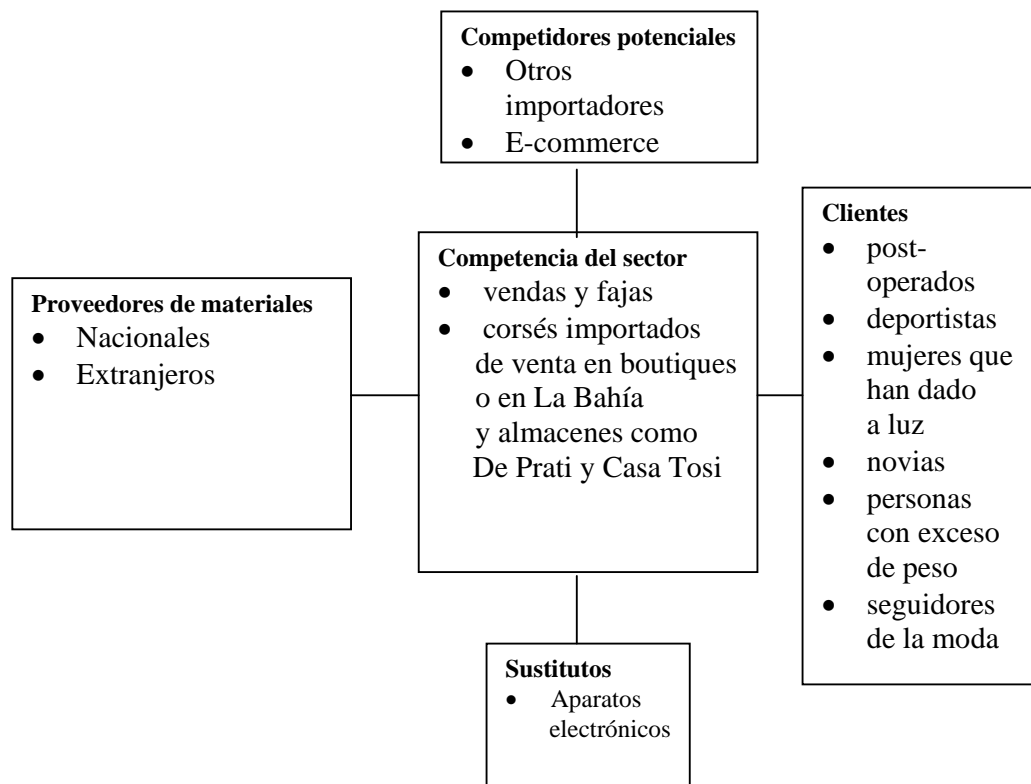 Competidores potenciales
• Otros
importadores
• E-commerce
Proveedores de materiales
• Nacionales
• Extranjeros
Competencia del sector
• vendas y fajas
• corsés importados
de venta en boutiques
o en La Bahía
y almacenes como
De Prati y Casa Tosi
Clientes
• post-
operados
• deportistas
• mujeres que
han dado
a luz
• novias
• personas
con exceso
de peso
• seguidores
de la moda
Sustitutos
• Aparatos
electrónicos